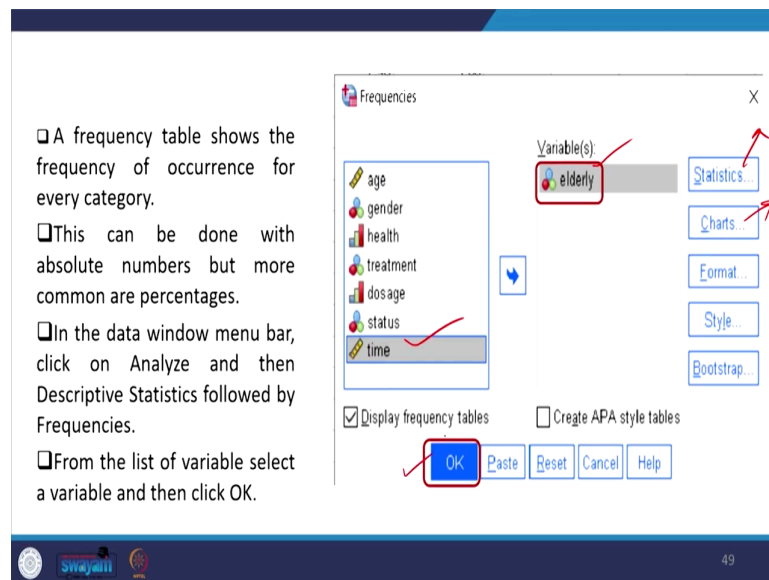 ❑A frequency table shows the
frequency of occurrence for
every category.
❑This can be done with
absolute numbers but more
common are percentages.
❑In the data window menu bar,
click on Analyze and then
Descriptive Statistics followed by
Frequencies.
❑From the list of variable select
a variable and then click OK.
Frequencies X
Variable(s):
age
gender
health
treatment
dosage
status
time
elderly
Statistics...
Charts...
Format...
Style...
Bootstrap...
Display frequency tables Create APA style tables
OK Paste Reset Cancel Help
swayam
49